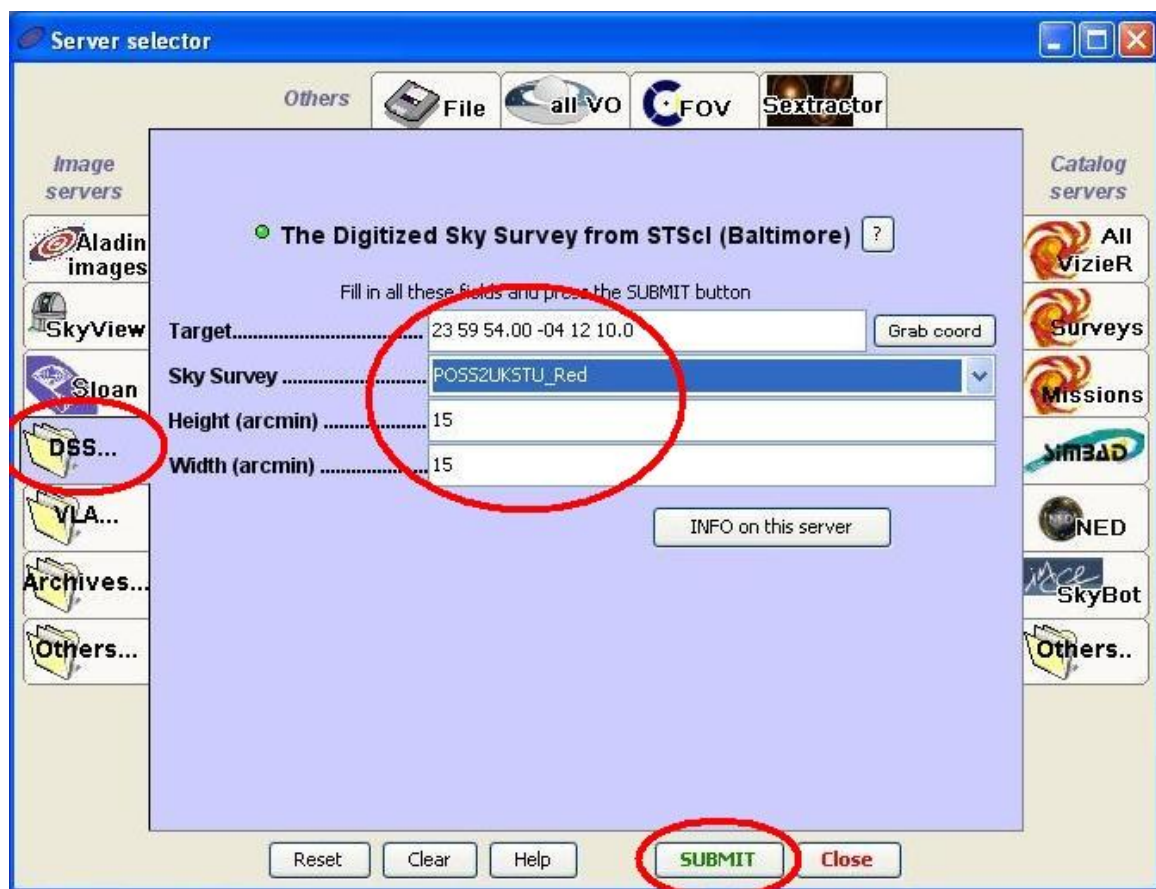 Server selector
Others
File
all VO
FOV
Sextractor
Image
servers
Aladin
images
SkyView
Sloan
DSS...
VLA...
Archives...
Others...
The Digitized Sky Survey from STScI (Baltimore) ?
Fill in all these fields and press the SUBMIT button
Target.................................. 23 59 54.00 -04 12 10.0 Grab coord
Sky Survey .......................... POSS2UKSTU_Red
Height (arcmin) .................... 15
Width (arcmin) .................... 15
INFO on this server
Catalog
servers
All
VizieR
Surveys
Missions
SIMBAD
NED
NED
IMCCE
SkyBot
Others..
Reset Clear Help SUBMIT Close